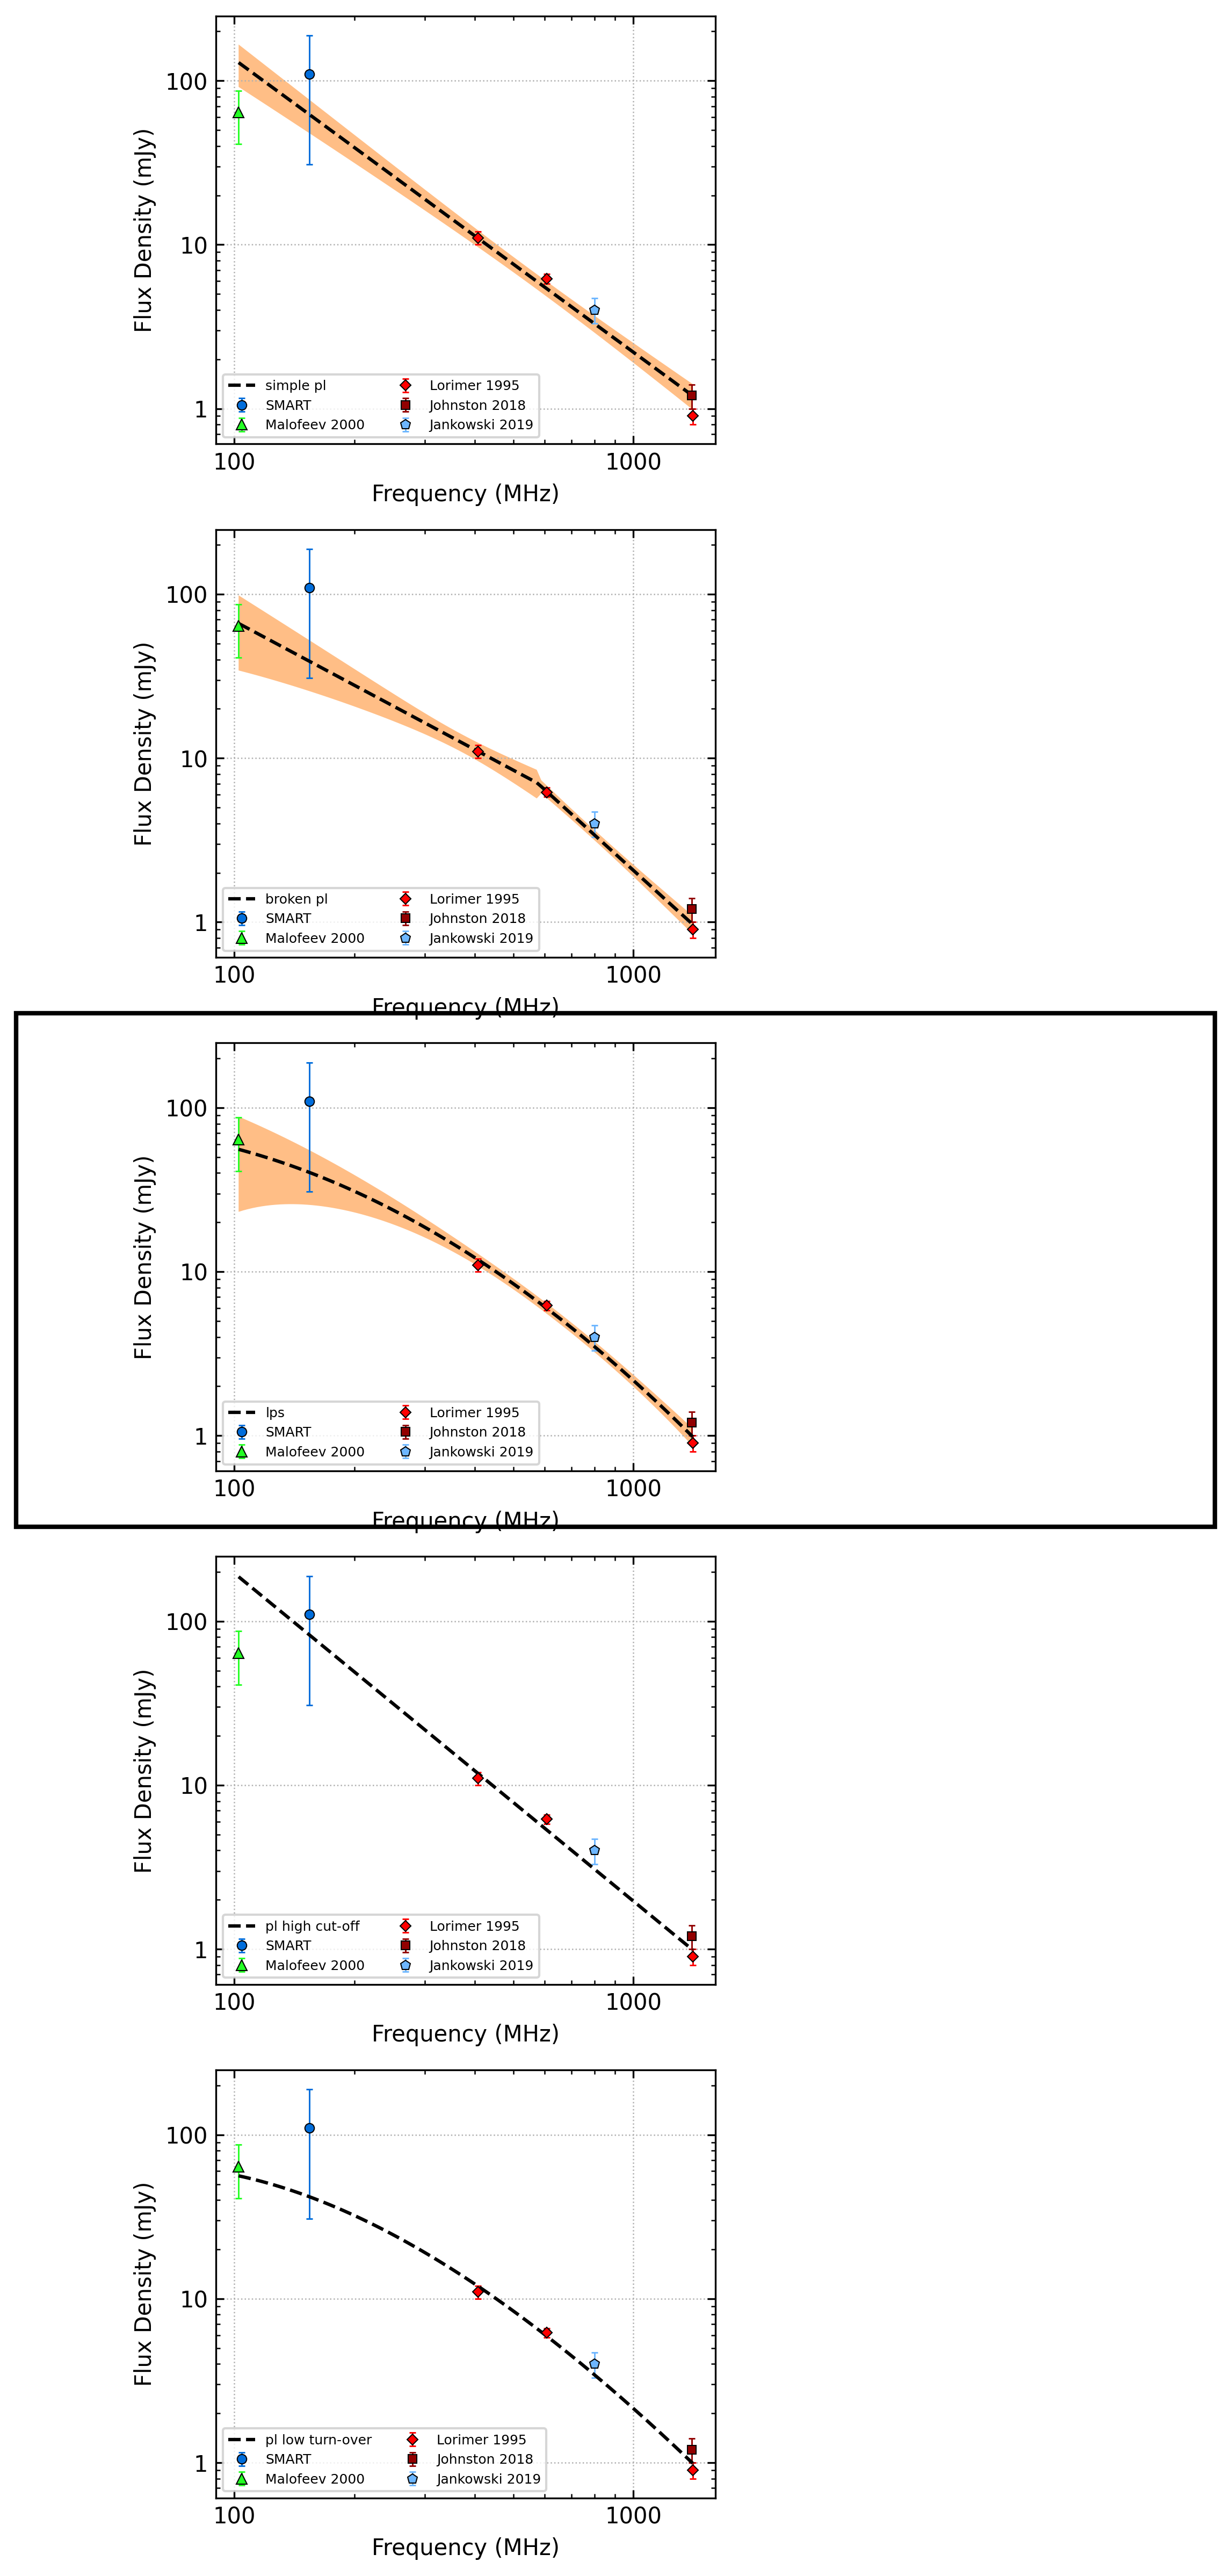 Flux Density (mJy)
100
10
1
simple pl
SMART
Malofeev 2000
Lorimer 1995
Johnston 2018
Jankowski 2019
100
1000
Frequency (MHz)
Flux Density (mJy)
100
10
1
broken pl
SMART
Malofeev 2000
Lorimer 1995
Johnston 2018
Jankowski 2019
100
1000
Frequency (MHz)
Flux Density (mJy)
100
10
1
lps
SMART
Malofeev 2000
Lorimer 1995
Johnston 2018
Jankowski 2019
100
1000
Frequency (MHz)
Flux Density (mJy)
100
10
1
pl high cut-off
SMART
Malofeev 2000
Lorimer 1995
Johnston 2018
Jankowski 2019
100
1000
Frequency (MHz)
Flux Density (mJy)
100
10
1
pl low turn-over
SMART
Malofeev 2000
Lorimer 1995
Johnston 2018
Jankowski 2019
100
1000
Frequency (MHz)